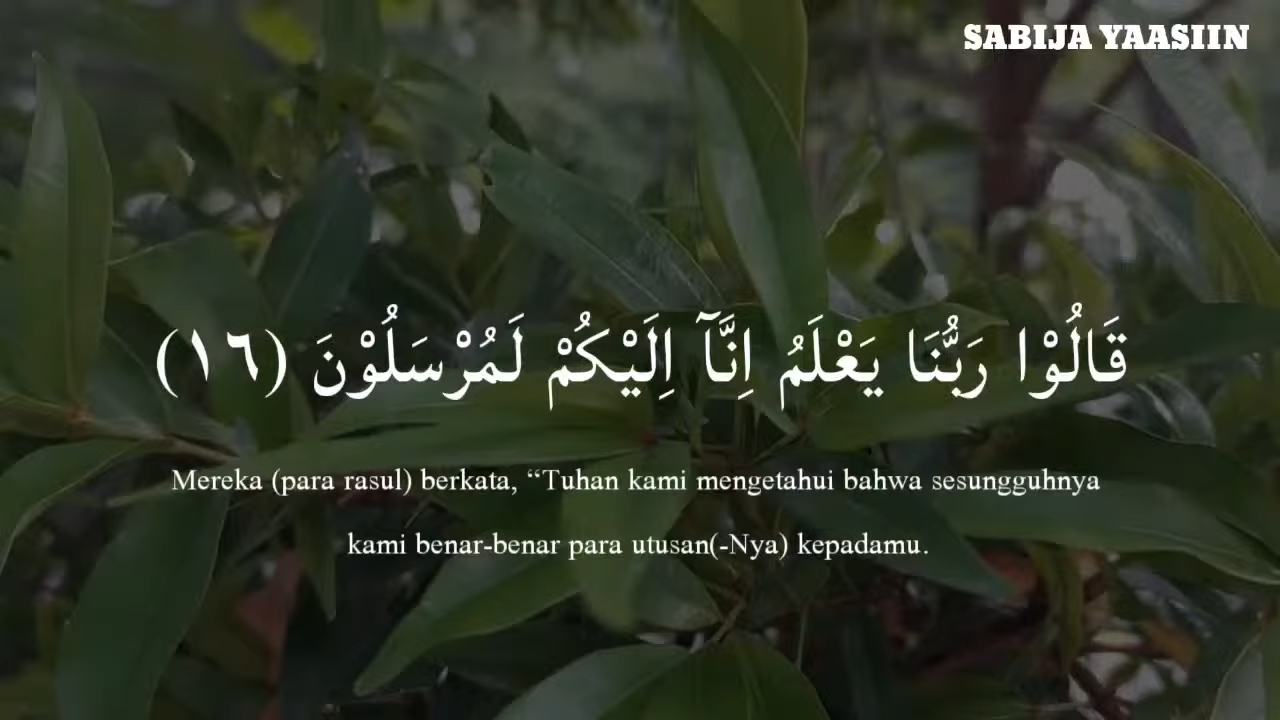 SABIJA YAASIIN
قَالُوْا رَبُّنَا يَعْلَمُ اِنَّآ اِلَيْكُمْ لَمُرْسَلُوْنَ (١٦)
Mereka (para rasul) berkata, “Tuhan kami mengetahui bahwa sesungguhnya
kami benar-benar para utusan(-Nya) kepadamu.